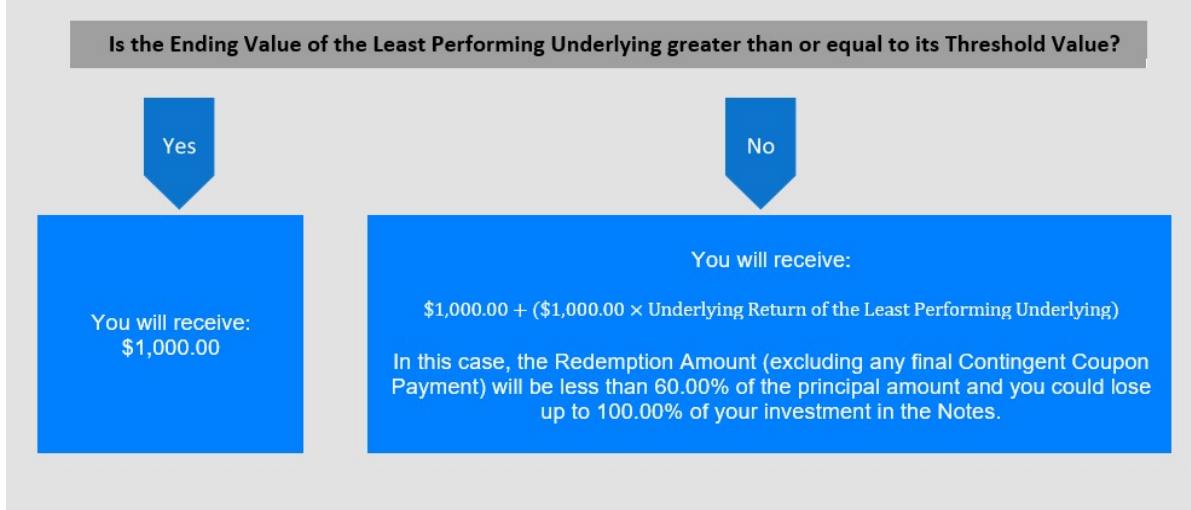 Is the Ending Value of the Least Performing Underlying greater than or equal to its Threshold Value?
Yes
No
You will receive:
$1,000.00
You will receive:
$1,000.00 + ($1,000.00 × Underlying Return of the Least Performing Underlying)
In this case, the Redemption Amount (excluding any final Contingent Coupon
Payment) will be less than 60.00% of the principal amount and you could lose
up to 100.00% of your investment in the Notes.